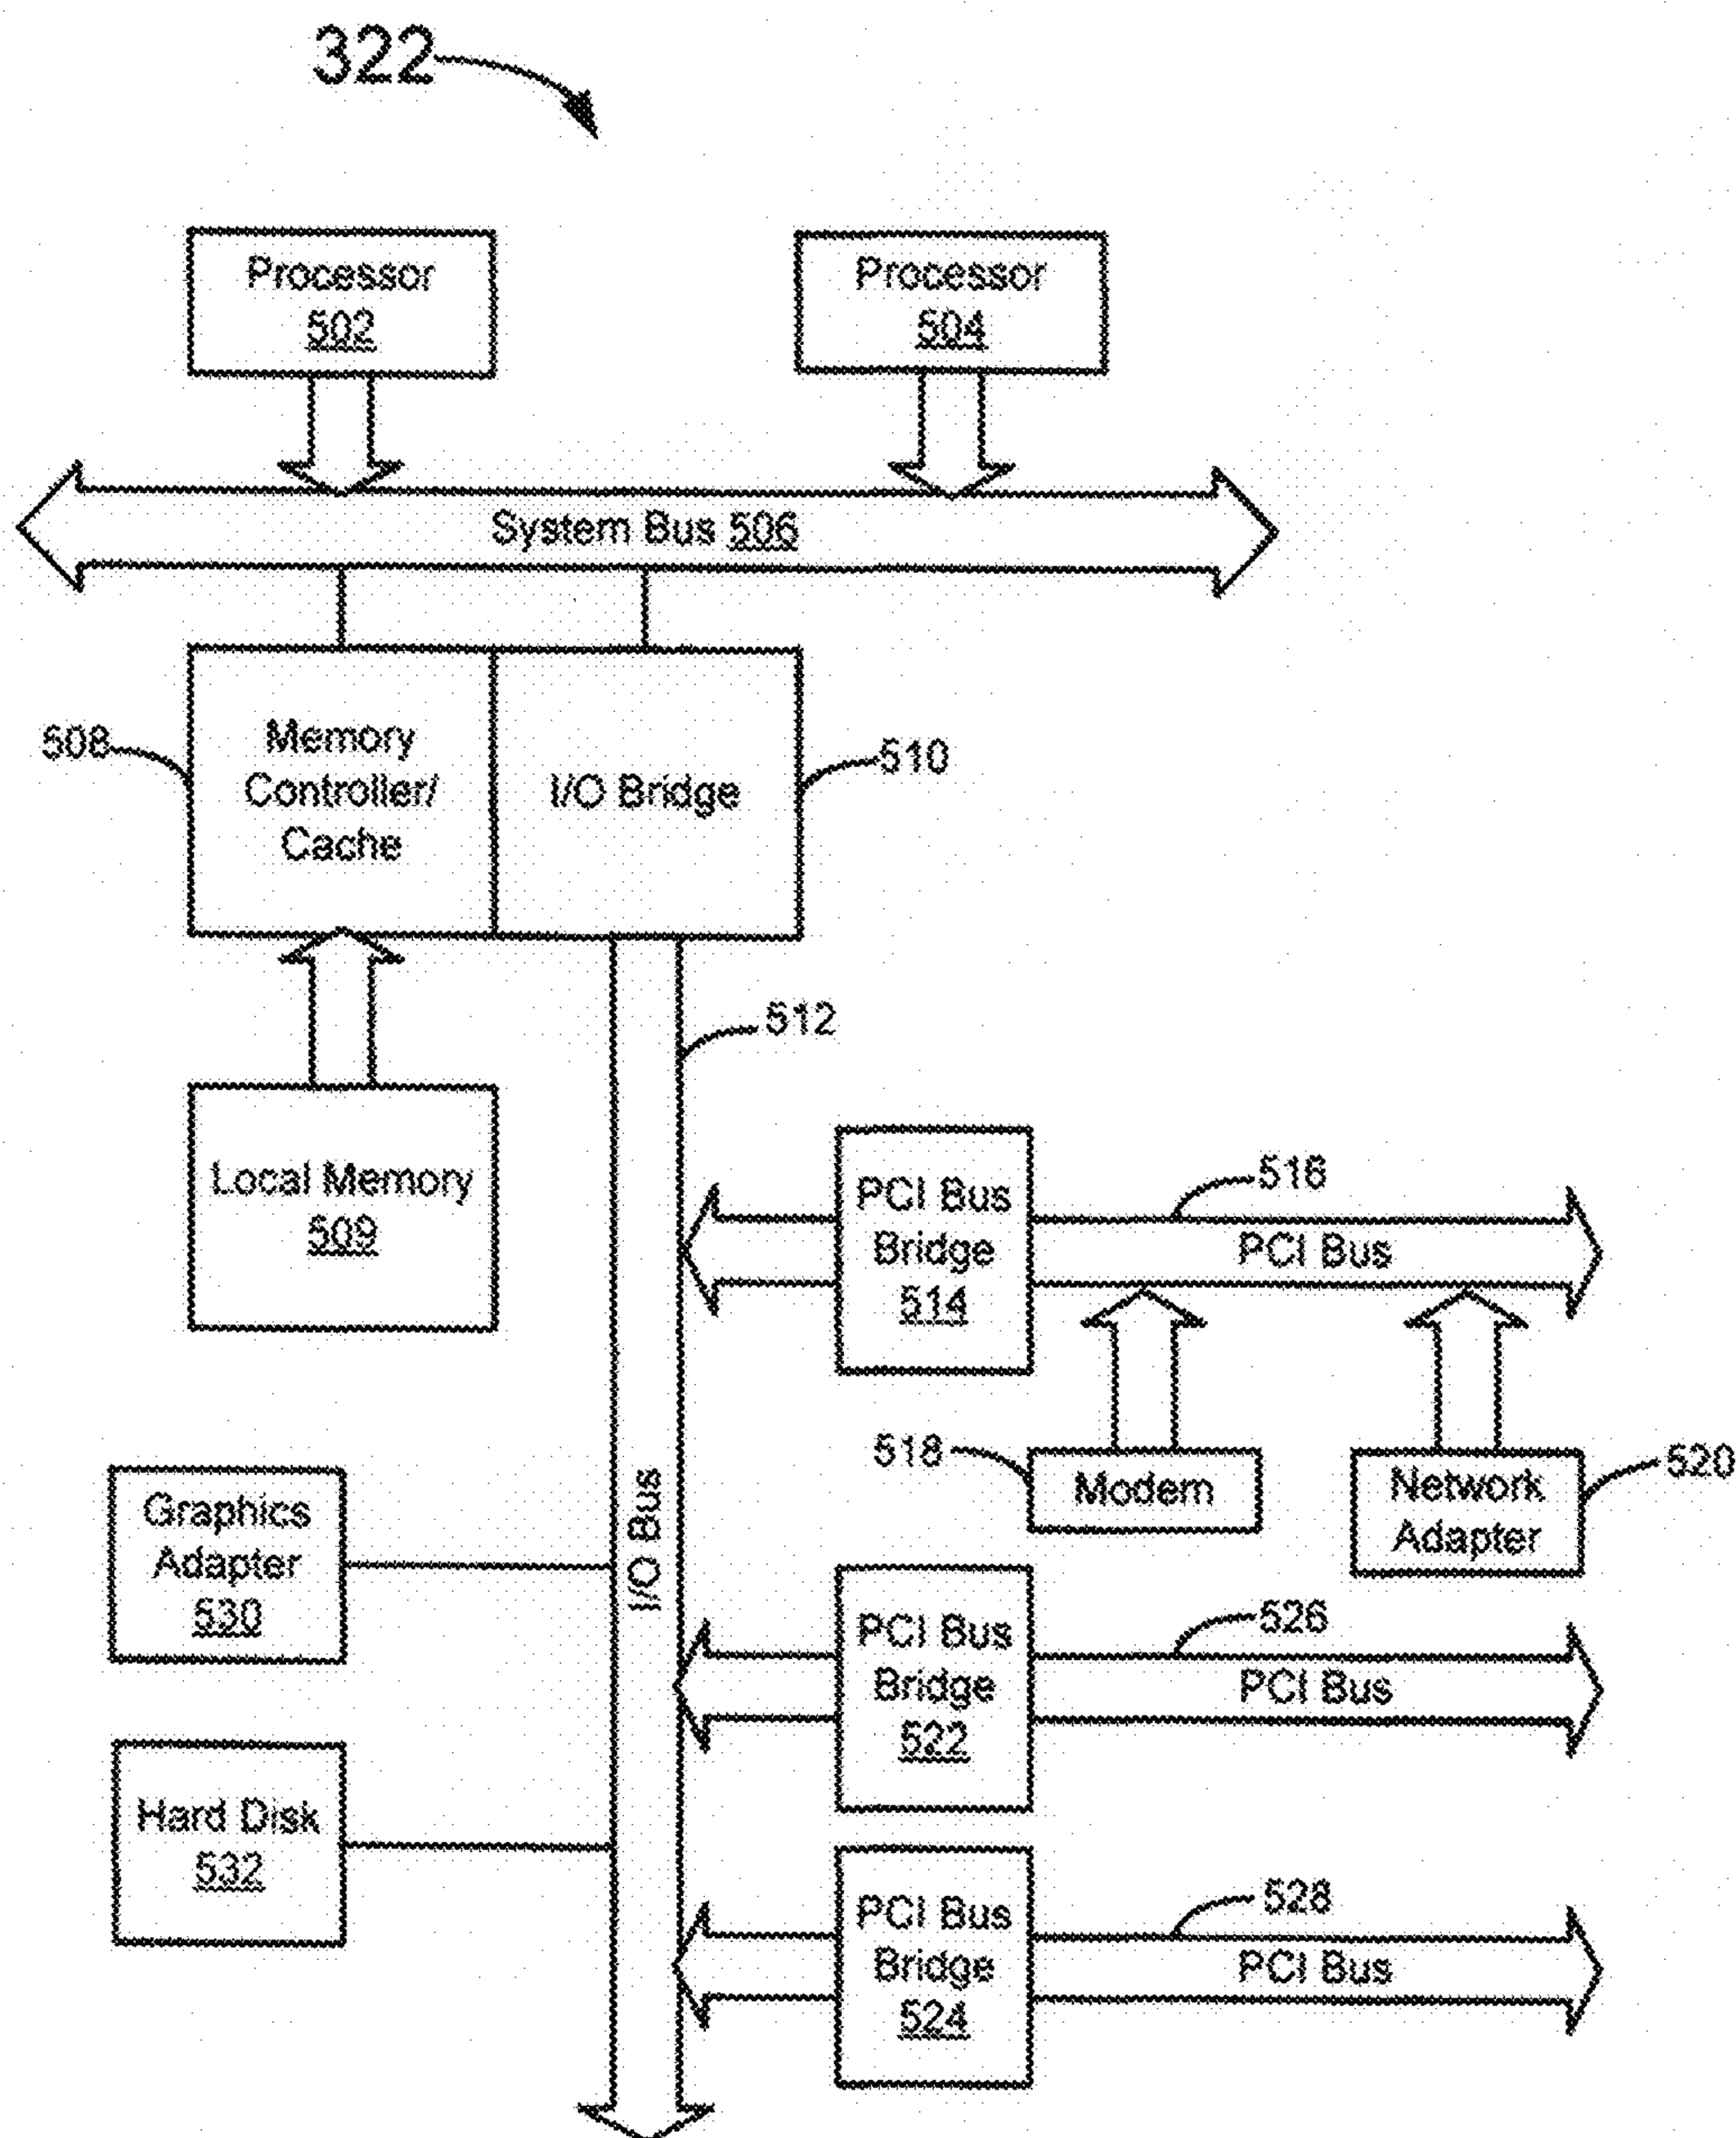 322
Processor
502
Processor
504
System Bus 506
508
Memory
Controller/
Cache
I/O Bridge
510
512
Local Memory
509
PCI Bus
Bridge
514
516
PCI Bus
518
Modem
Network
Adapter
520
Graphics
Adapter
530
I/O Bus
PCI Bus
Bridge
522
526
PCI Bus
Hard Disk
532
PCI Bus
Bridge
524
528
PCI Bus